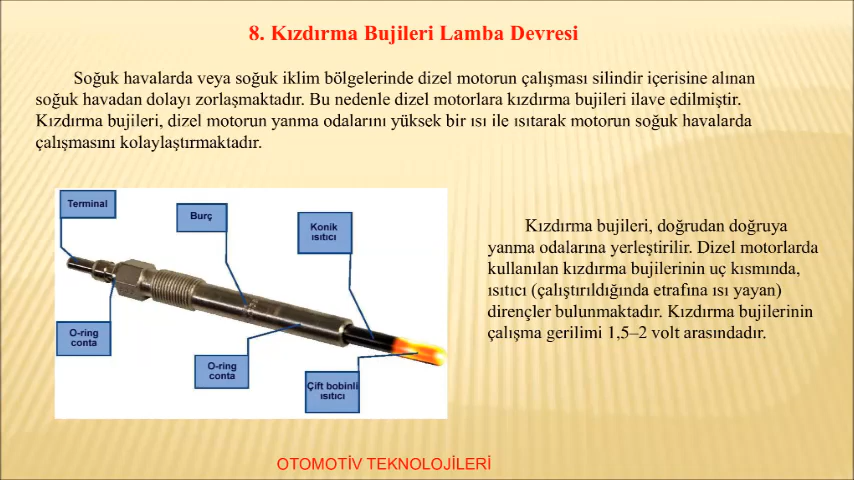 8. Kızdırma Bujileri Lamba Devresi
Soğuk havalarda veya soğuk iklim bölgelerinde dizel motorun çalışması silindir içerisine alınan
soğuk havadan dolayı zorlaşmaktadır. Bu nedenle dizel motorlara kızdırma bujileri ilave edilmiştir.
Kızdırma bujileri, dizel motorun yanma odalarını yüksek bir ısı ile ısıtarak motorun soğuk havalarda
çalışmasını kolaylaştırmaktadır.
Terminal
Burç
Konik
ısıtıcı
O-ring
conta
O-ring
conta
Çift bobinli
ısıtıcı
Kızdırma bujileri, doğrudan doğruya
yanma odalarına yerleştirilir. Dizel motorlarda
kullanılan kızdırma bujilerinin uç kısmında,
ısıtıcı (çalıştırıldığında etrafına ısı yayan)
dirençler bulunmaktadır. Kızdırma bujilerinin
çalışma gerilimi 1,5–2 volt arasındadır.
OTOMOTİV TEKNOLOJİLERİ